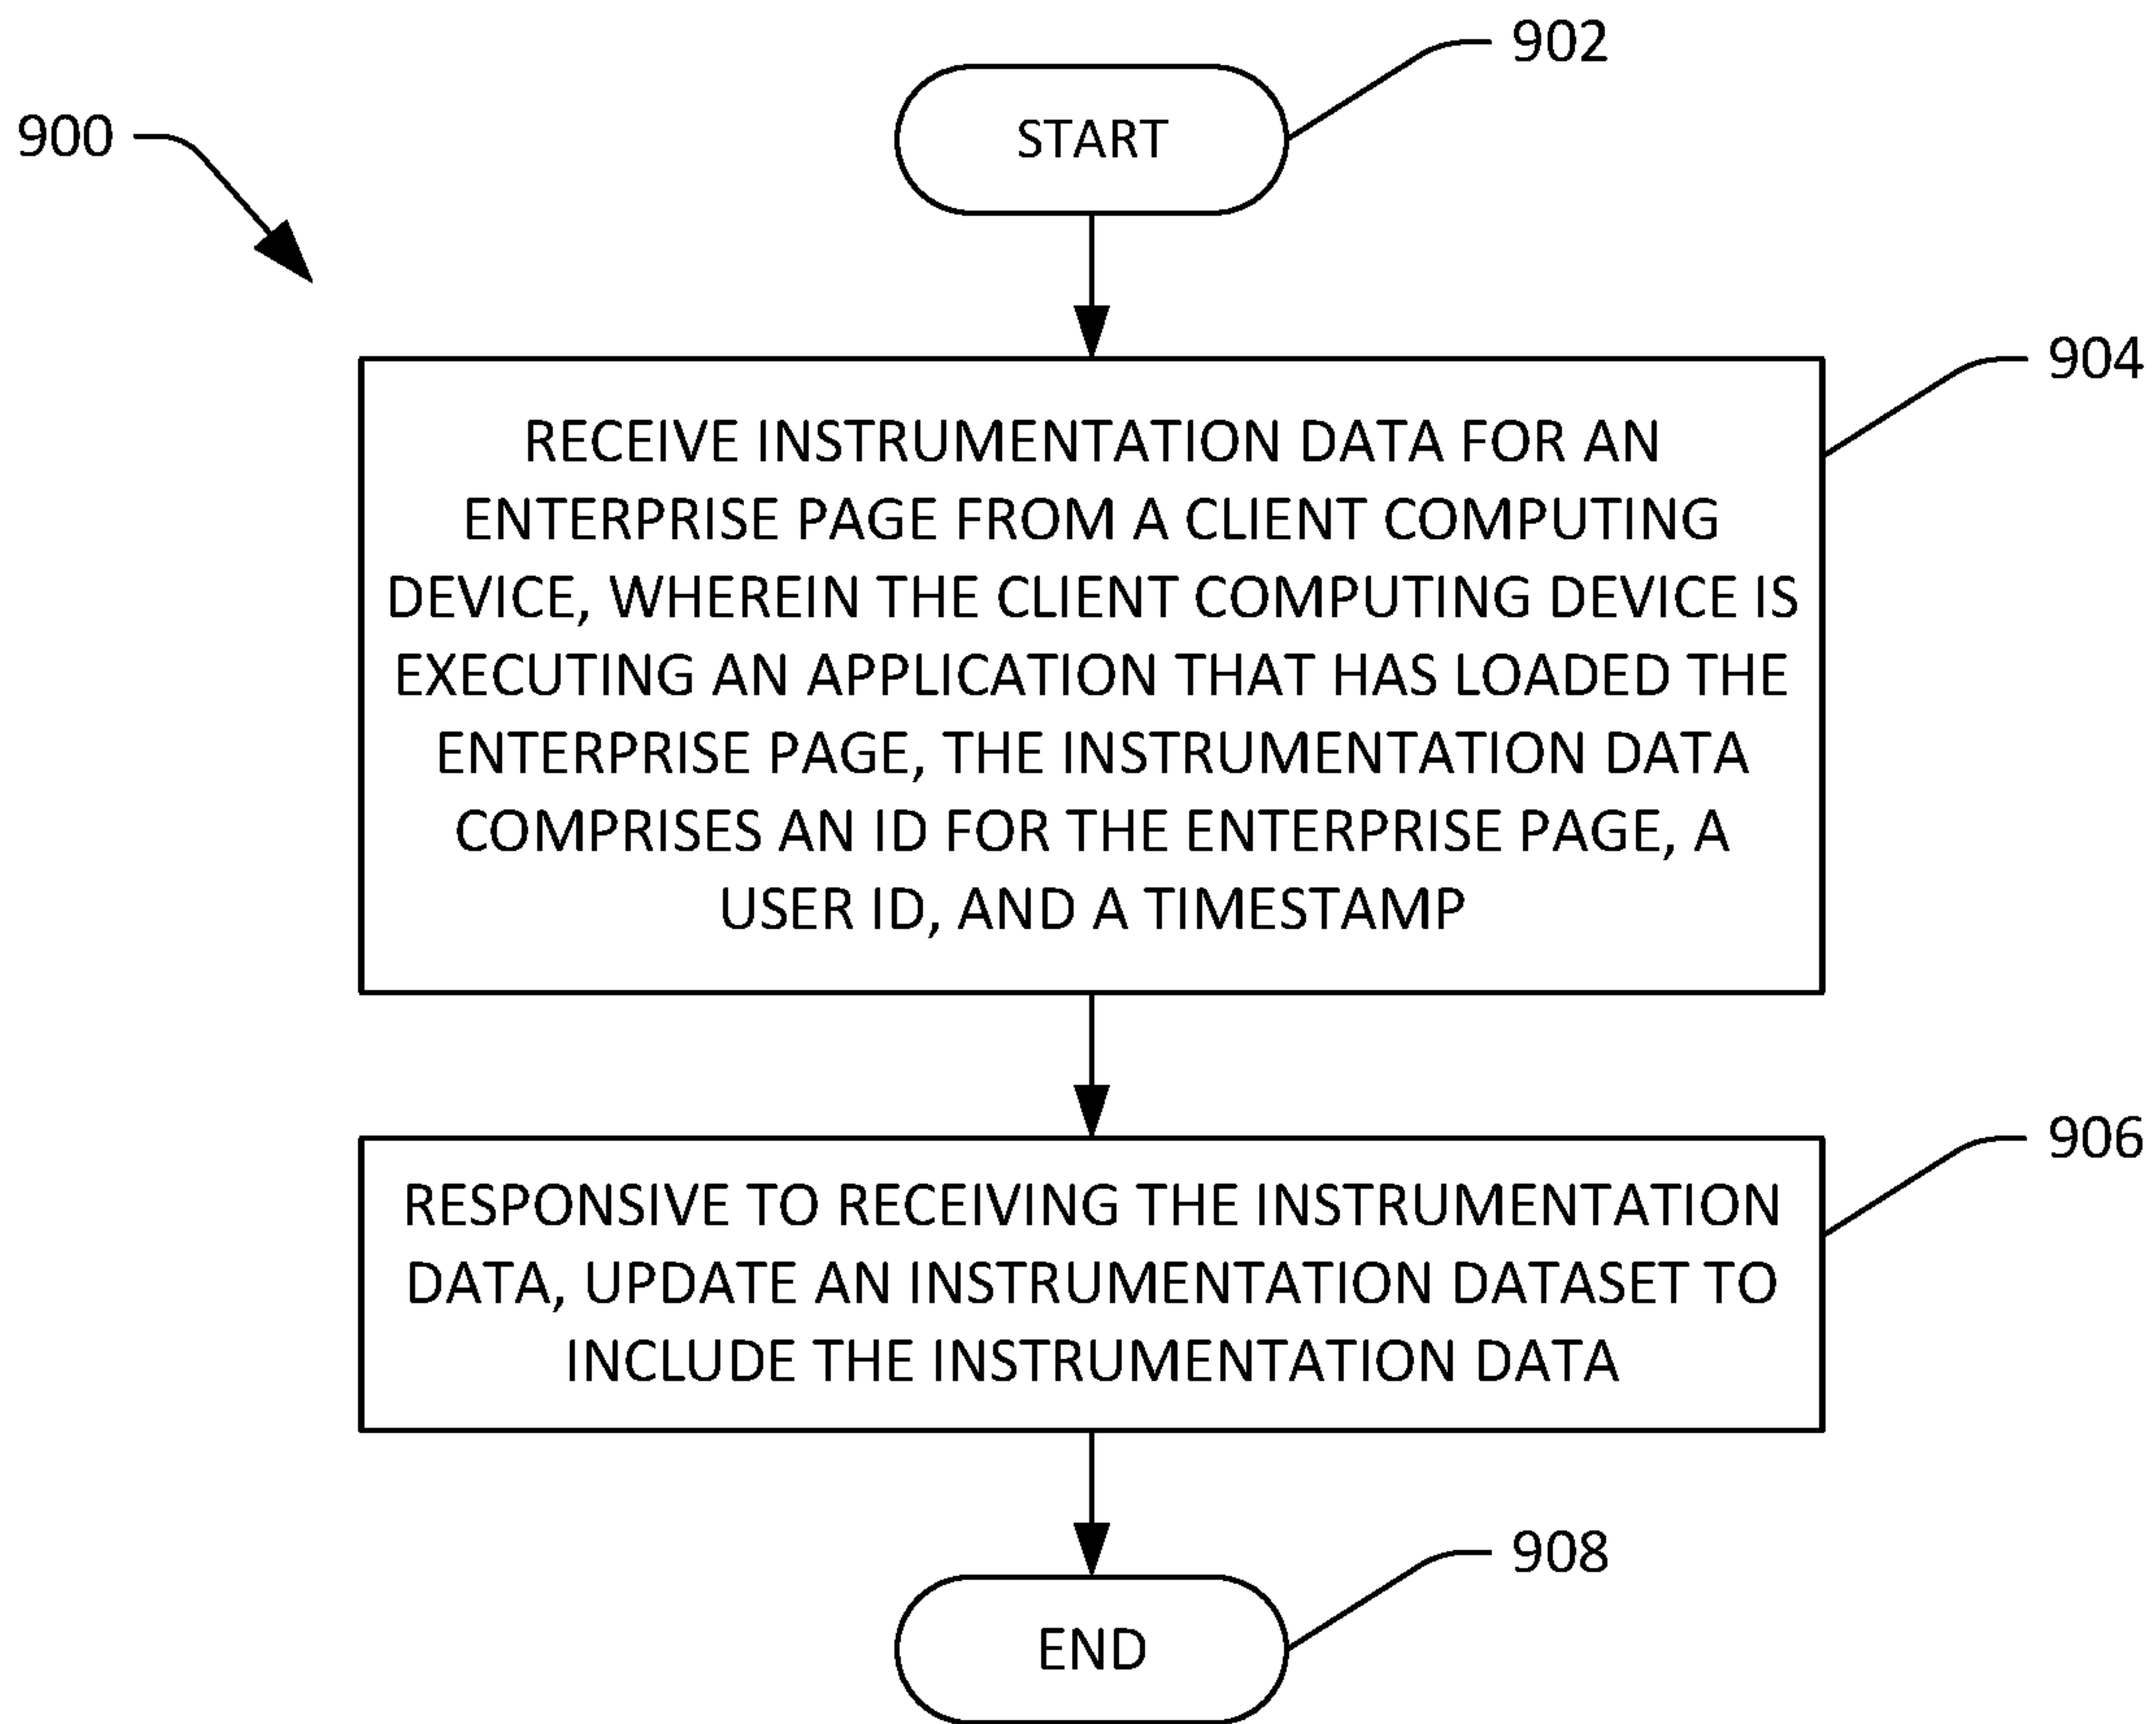 902
START
900
904
RECEIVE INSTRUMENTATION DATA FOR AN
ENTERPRISE PAGE FROM A CLIENT COMPUTING
DEVICE, WHEREIN THE CLIENT COMPUTING DEVICE IS
EXECUTING AN APPLICATION THAT HAS LOADED THE
ENTERPRISE PAGE, THE INSTRUMENTATION DATA
COMPRISES AN ID FOR THE ENTERPRISE PAGE, A
USER ID, AND A TIMESTAMP
906
RESPONSIVE TO RECEIVING THE INSTRUMENTATION
DATA, UPDATE AN INSTRUMENTATION DATASET TO
INCLUDE THE INSTRUMENTATION DATA
908
END